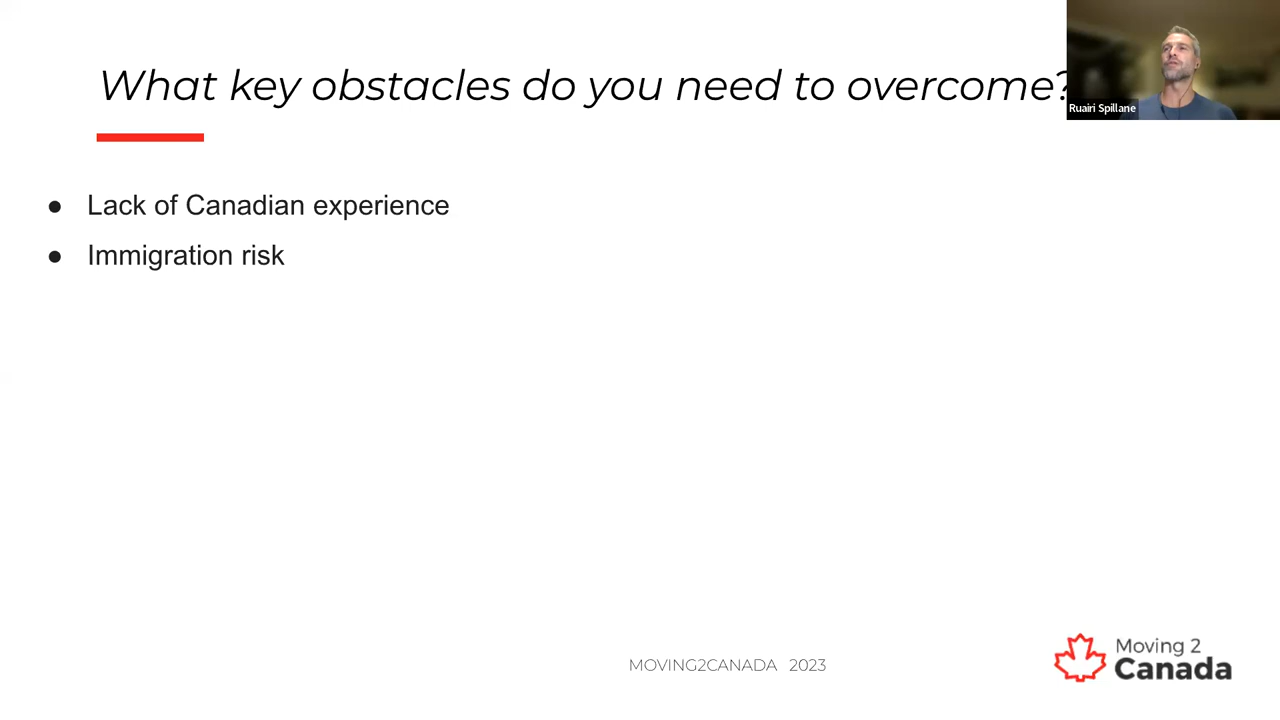 What key obstacles do you need to overcome?
Ruairi Spillane
● Lack of Canadian experience
● Immigration risk
MOVING2CANADA 2023
Moving 2
Canada